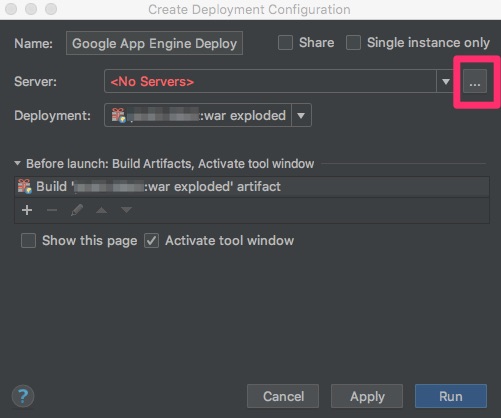 Create Deployment Configuration
Name: Google App Engine Deploy Share Single instance only
Server: <No Servers> ...
Deployment: :war exploded
Before launch: Build Artifacts, Activate tool window
Build ' :war exploded' artifact
Show this page Activate tool window
? Cancel Apply Run